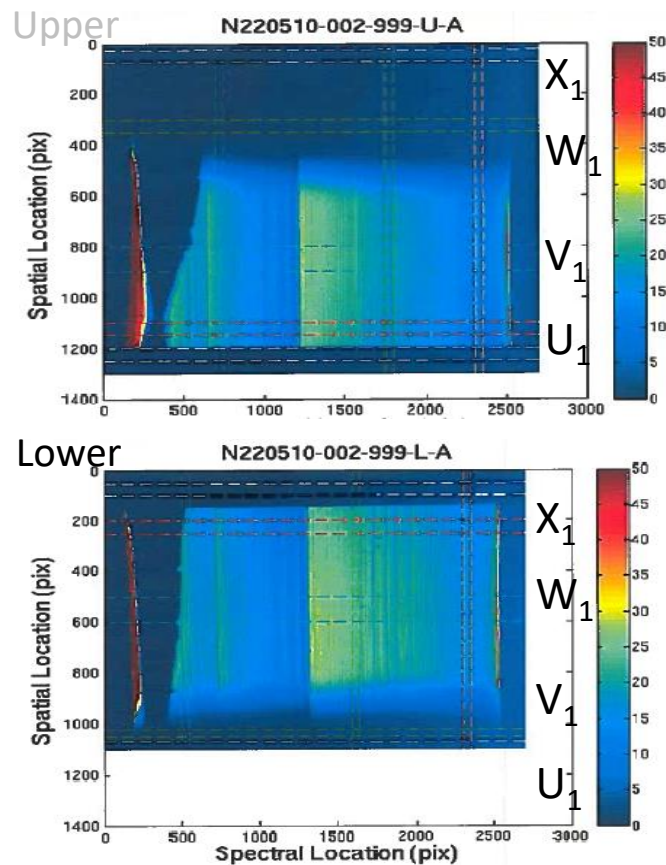 Upper
N220510-002-999-U-A
0
200
400
600
800
1000
1200
1400
Spatial Location (pix)
0 500 1000 1500 2000 2500 3000
X1
W1
V1
U1
50
45
40
35
30
25
20
15
10
5
0
Lower
N220510-002-999-L-A
0
200
400
600
800
1000
1200
1400
Spatial Location (pix)
0 500 1000 1500 2000 2500 3000
Spectral Location (pix)
X1
W1
V1
U1
50
45
40
35
30
25
20
15
10
5
0